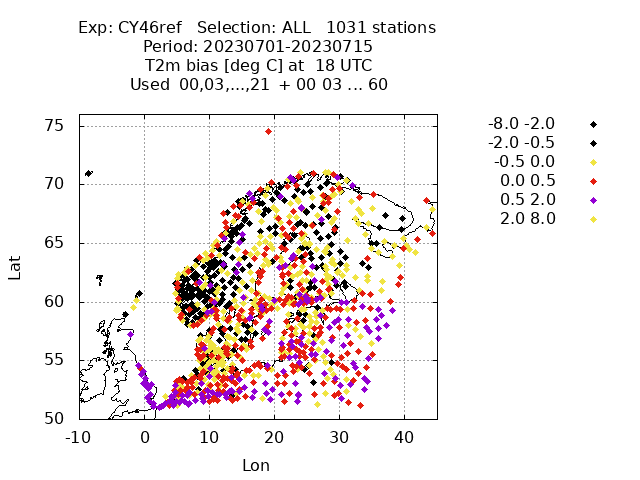 Exp: CY46ref   Selection: ALL   1031 stations
Period: 20230701-20230715
T2m bias [deg C] at  18 UTC
Used  00,03,...,21  + 00 03 ... 60
-8.0 -2.0
-2.0 -0.5
-0.5 0.0
0.0 0.5
0.5 2.0
2.0 8.0
75
70
65
60
55
50
Lat
-10 0 10 20 30 40
Lon